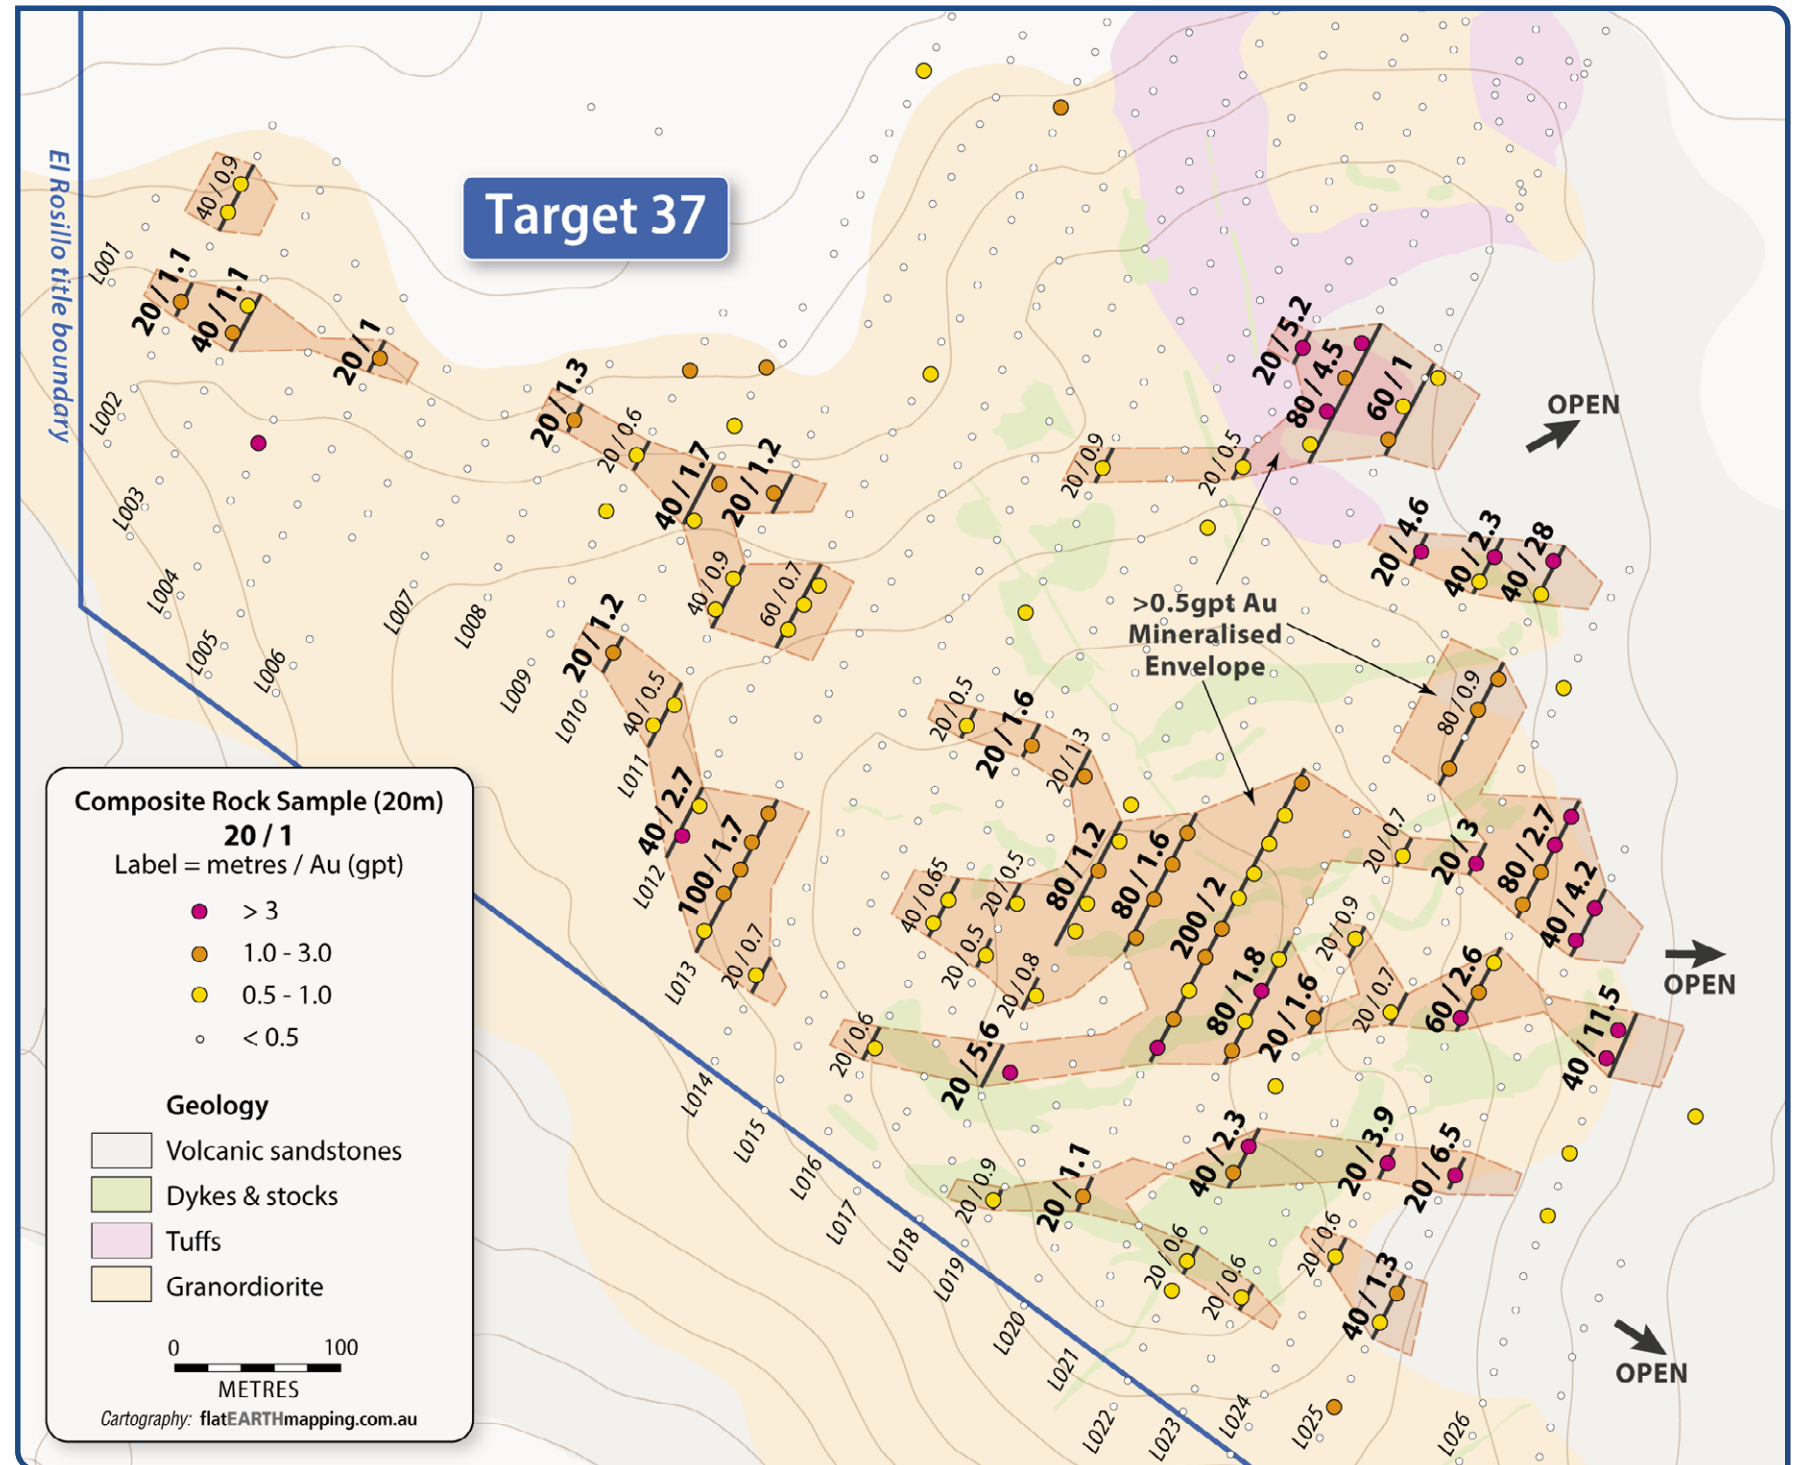 Target 37
El Rosillo title boundary
40 / 0.9
L001
20 / 1.1
40 / 1.1
20 / 1
L002
L003
L004
L005
L006
L007
L008
L009
L010
L011
L012
L013
L014
L015
L016
L017
L018
L019
L020
L021
L022
L023
L024
L025
L026
20 / 1.3
20 / 0.6
40 / 1.7
20 / 1.2
40 / 0.9
60 / 0.7
20 / 1.2
40 / 0.5
40 / 2.7
100 / 1.7
20 / 0.7
20 / 5.2
80 / 4.5
60 / 1
20 / 0.9
20 / 0.5
OPEN
20 / 4.6
40 / 2.3
40 / 28
>0.5gpt Au
Mineralised
Envelope
80 / 0.9
20 / 0.5
20 / 1.6
20 / 1.3
40 / 0.65
20 / 0.5
20 / 0.5
20 / 0.8
80 / 1.2
80 / 1.6
200 / 2
80 / 1.8
20 / 1.6
20 / 0.9
20 / 0.7
20 / 0.7
20 / 3
80 / 2.7
40 / 4.2
60 / 2.6
40 / 11.5
OPEN
20 / 0.6
20 / 5.6
20 / 0.9
20 / 1.1
40 / 2.3
20 / 3.9
20 / 6.5
20 / 0.6
20 / 0.6
20 / 0.6
40 / 1.3
OPEN
Composite Rock Sample (20m)
20 / 1
Label = metres / Au (gpt)
> 3
1.0 - 3.0
0.5 - 1.0
< 0.5
Geology
Volcanic sandstones
Dykes & stocks
Tuffs
Granordiorite
0 100
METRES
Cartography: flatEARTHmapping.com.au